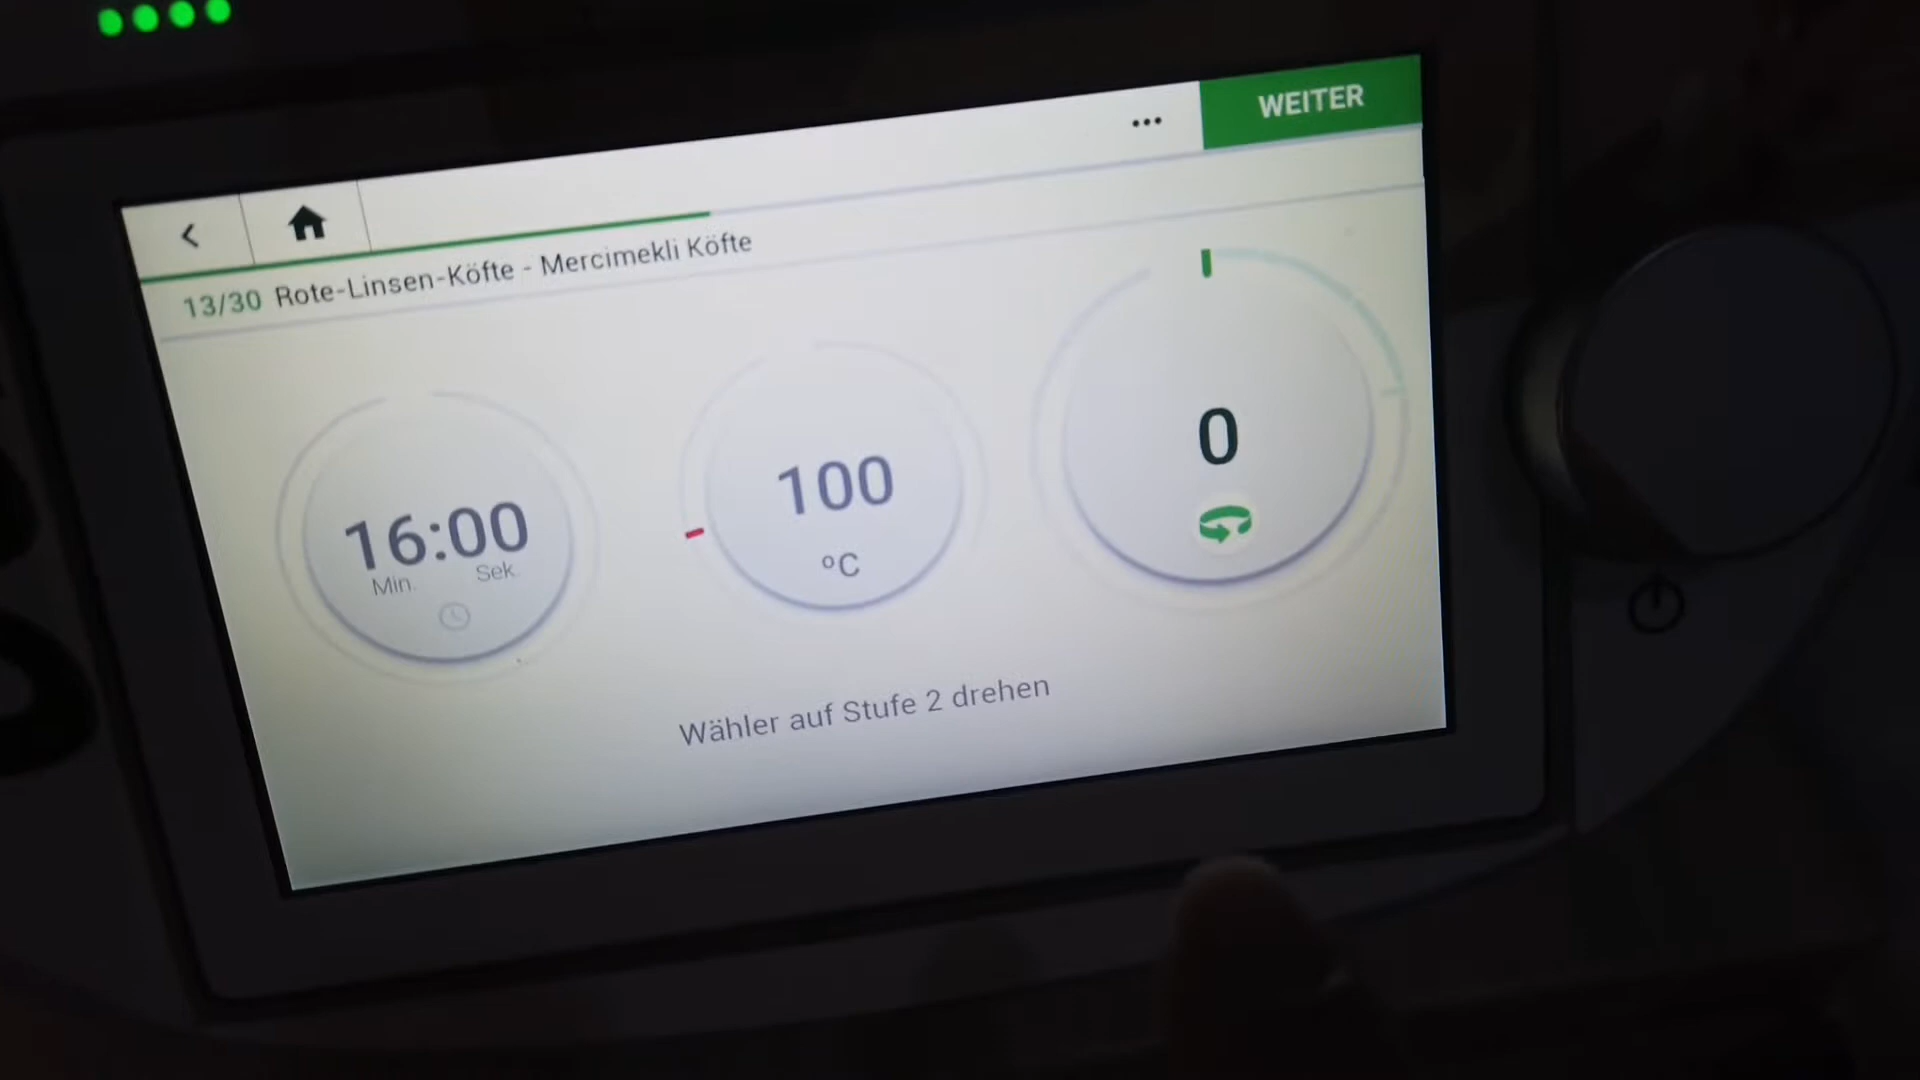 WEITER
13/30 Rote-Linsen-Köfte - Mercimekli Köfte
16:00
Min. Sek.
100
°C
0
Wähler auf Stufe 2 drehen